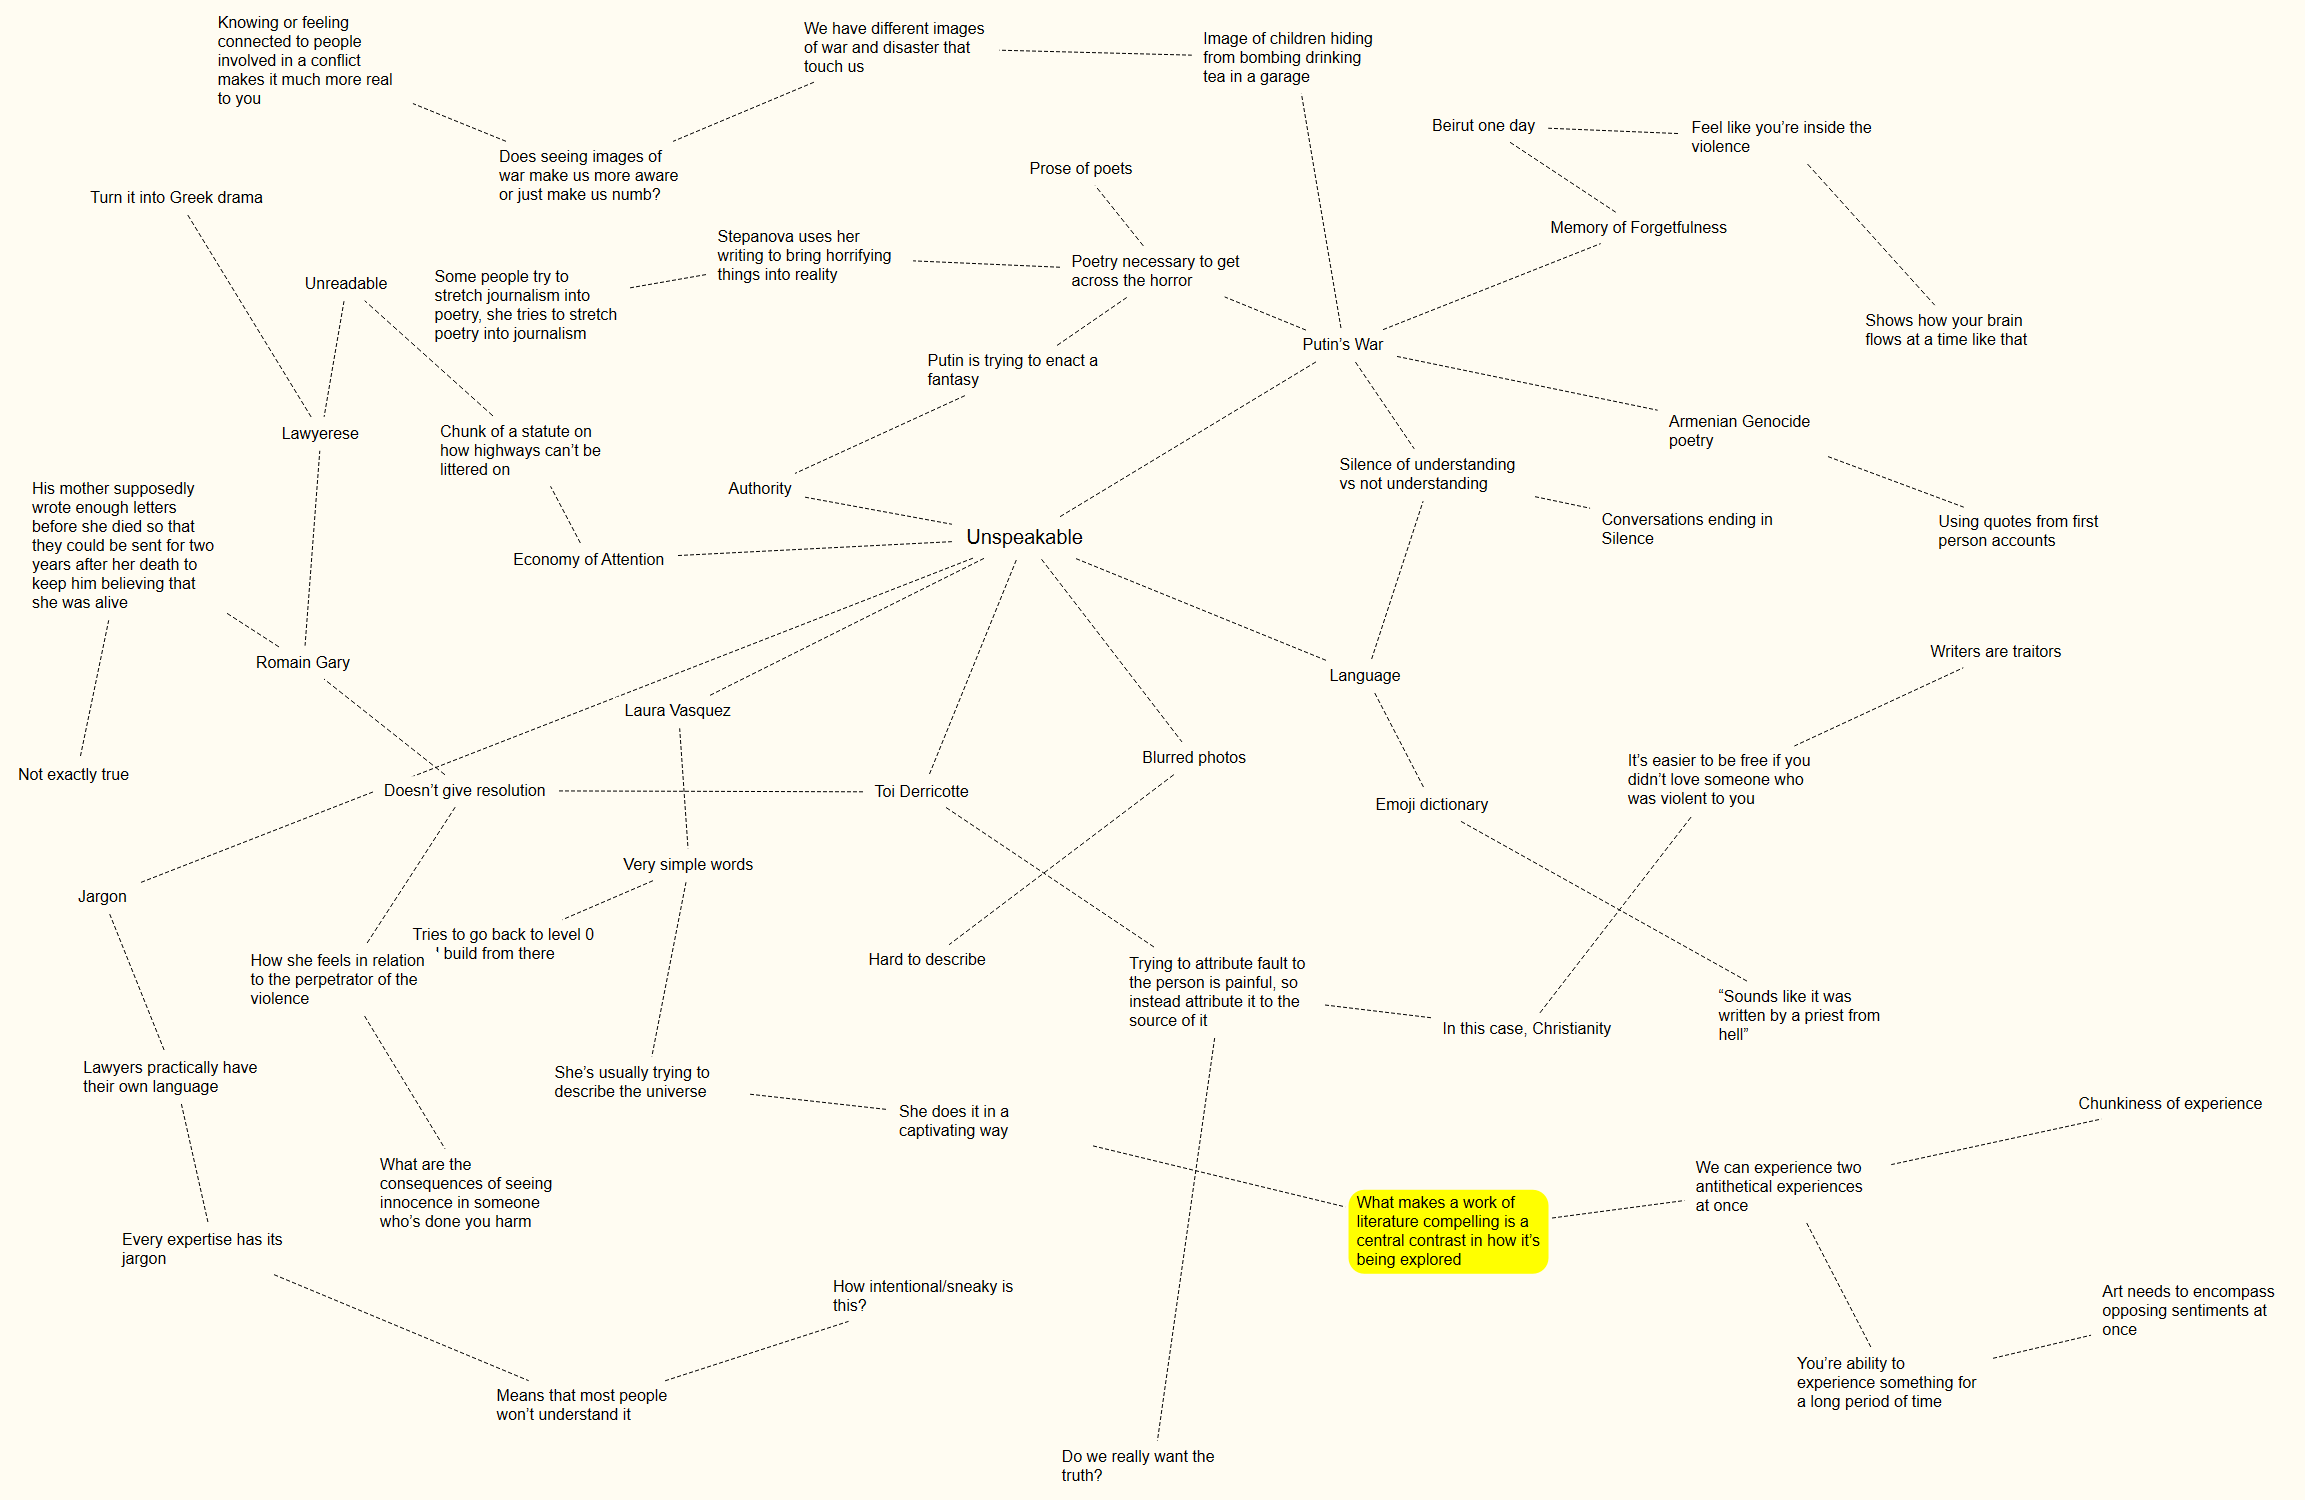 Knowing or feeling
connected to people
involved in a conflict
makes it much more real
to you
We have different images
of war and disaster that
touch us
Image of children hiding
from bombing drinking
tea in a garage
Beirut one day
Feel like you’re inside the
violence
Does seeing images of
war make us more aware
or just make us numb?
Prose of poets
Turn it into Greek drama
Stepanova uses her
writing to bring horrifying
things into reality
Memory of Forgetfulness
Unreadable
Some people try to
stretch journalism into
poetry, she tries to stretch
poetry into journalism
Poetry necessary to get
across the horror
Shows how your brain
flows at a time like that
Putin’s War
Putin is trying to enact a
fantasy
Lawyerese
Chunk of a statute on
how highways can’t be
littered on
Armenian Genocide
poetry
Silence of understanding
vs not understanding
His mother supposedly
wrote enough letters
before she died so that
they could be sent for two
years after her death to
keep him believing that
she was alive
Authority
Conversations ending in
Silence
Using quotes from first
person accounts
Unspeakable
Economy of Attention
Romain Gary
Writers are traitors
Language
Laura Vasquez
Blurred photos
It’s easier to be free if you
didn’t love someone who
was violent to you
Not exactly true
Doesn’t give resolution
Toi Derricotte
Emoji dictionary
Very simple words
Jargon
Tries to go back to level 0
build from there
How she feels in relation
to the perpetrator of the
violence
Hard to describe
Trying to attribute fault to
the person is painful, so
instead attribute it to the
source of it
In this case, Christianity
“Sounds like it was
written by a priest from
hell”
Lawyers practically have
their own language
She’s usually trying to
describe the universe
She does it in a
captivating way
Chunkiness of experience
What are the
consequences of seeing
innocence in someone
who’s done you harm
We can experience two
antithetical experiences
at once
What makes a work of
literature compelling is a
central contrast in how it’s
being explored
Every expertise has its
jargon
How intentional/sneaky is
this?
Art needs to encompass
opposing sentiments at
once
You’re ability to
experience something for
a long period of time
Means that most people
won’t understand it
Do we really want the
truth?